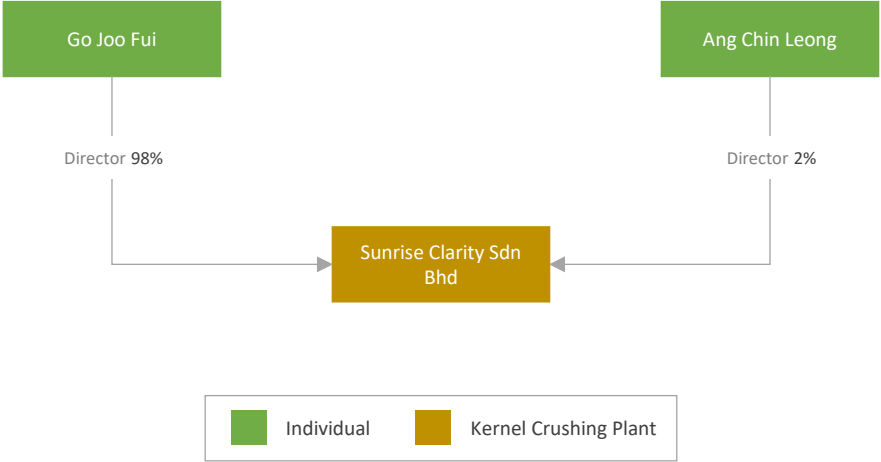 Go Joo Fui
Ang Chin Leong
Director 98%
Director 2%
Sunrise Clarity Sdn
Bhd
Individual
Kernel Crushing Plant